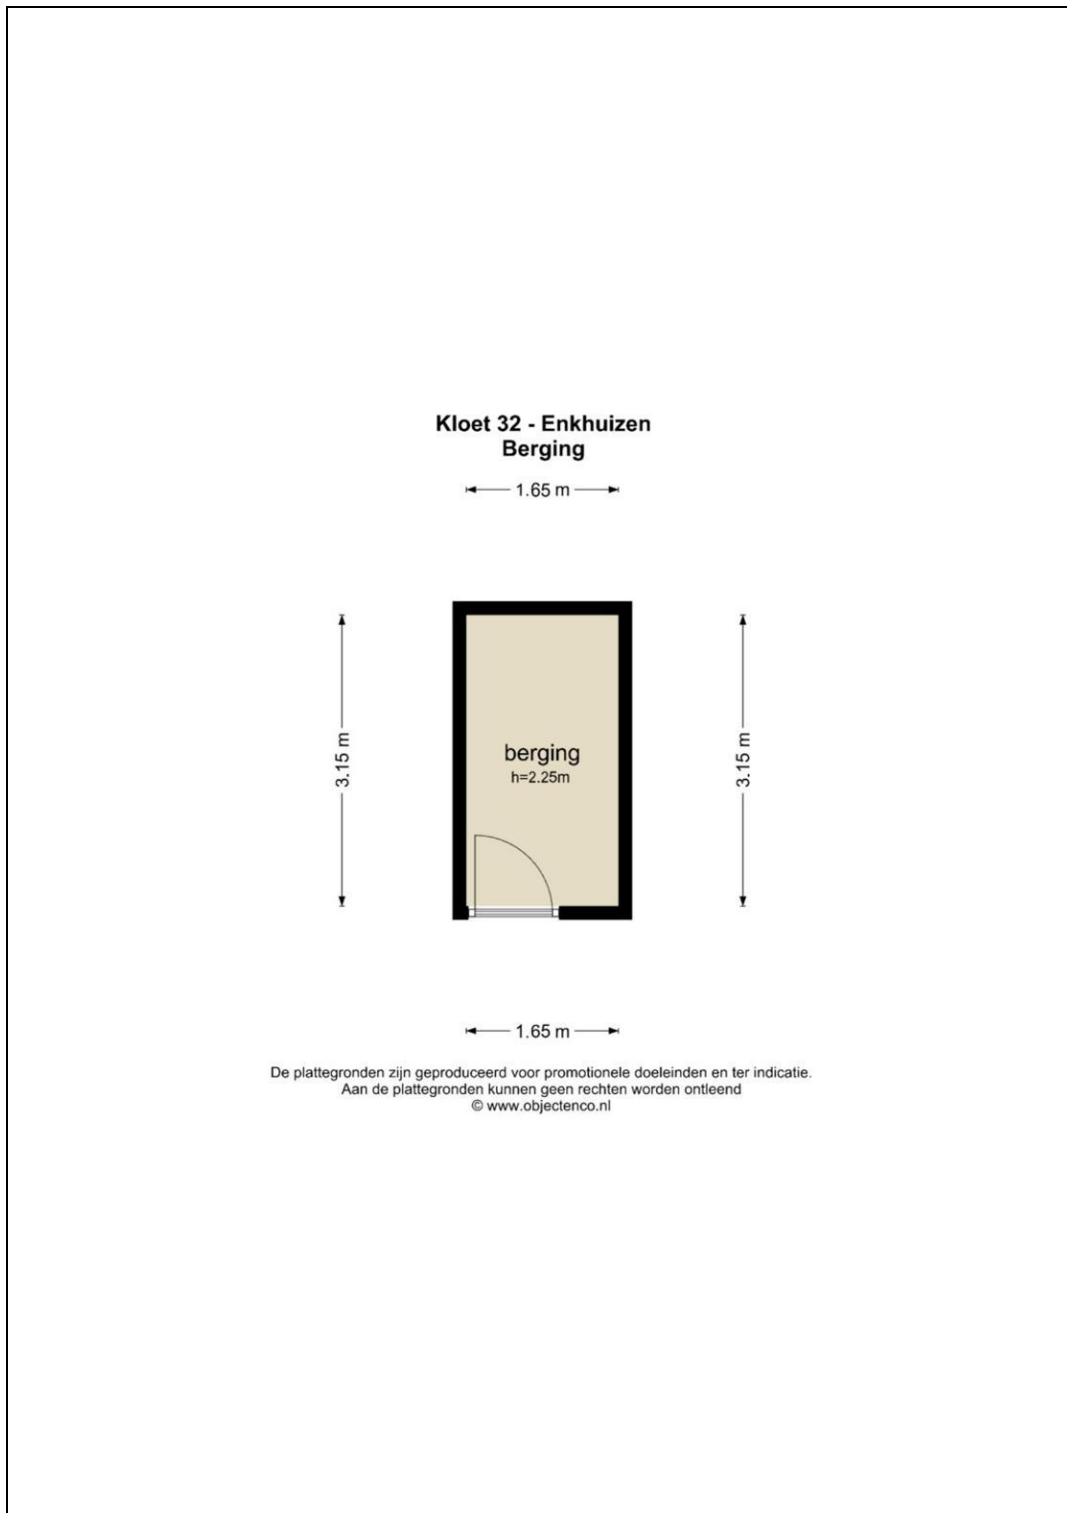 Kloet 32 - Enkhuizen
Berging
1.65 m
3.15 m
3.15 m
berging
h=2.25m
1.65 m
De plattegronden zijn geproduceerd voor promotionele doeleinden en ter indicatie.
Aan de plattegronden kunnen geen rechten worden ontleend
© www.objectenco.nl